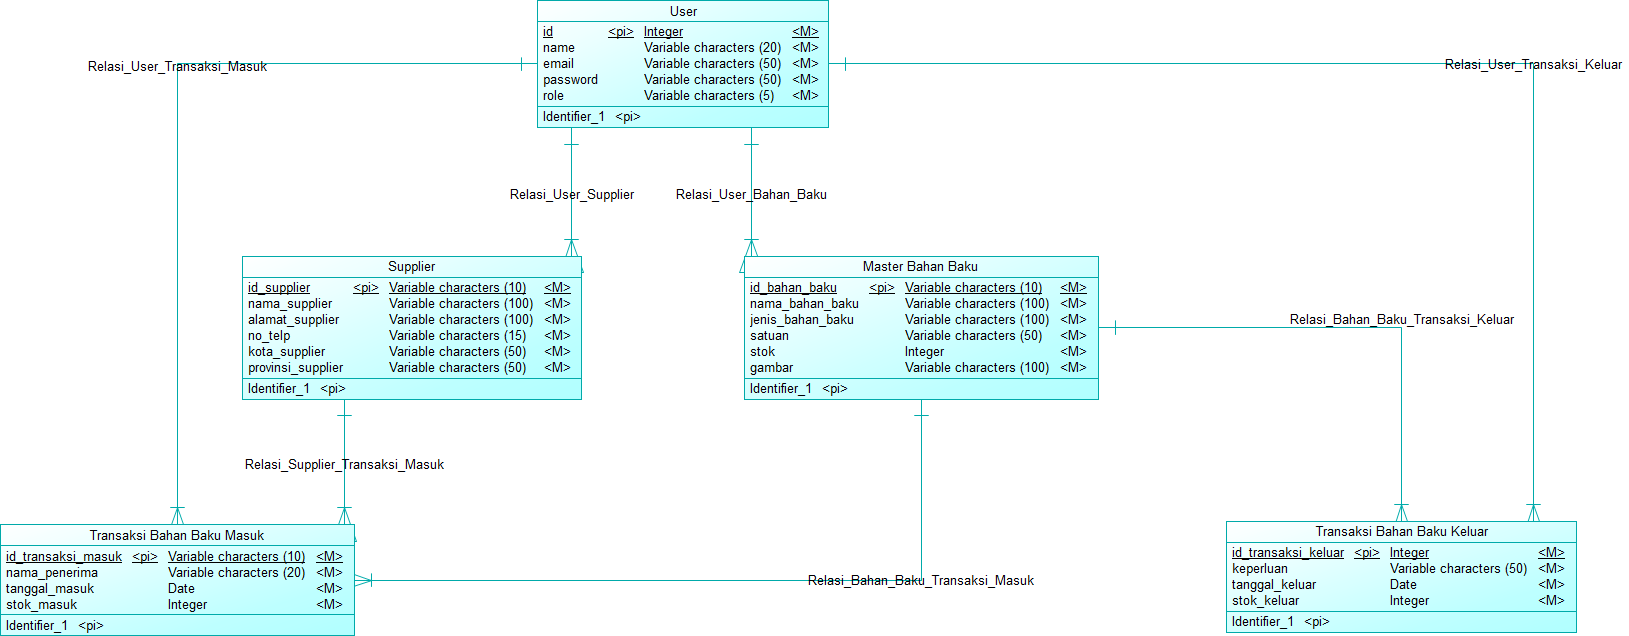 User
id <pi> Integer <M>
name Variable characters (20) <M>
email Variable characters (50) <M>
password Variable characters (50) <M>
role Variable characters (5) <M>
Identifier_1 <pi>
Relasi_User_Transaksi_Masuk
Relasi_User_Transaksi_Keluar
Relasi_User_Supplier
Relasi_User_Bahan_Baku
Supplier
id_supplier <pi> Variable characters (10) <M>
nama_supplier Variable characters (100) <M>
alamat_supplier Variable characters (100) <M>
no_telp Variable characters (15) <M>
kota_supplier Variable characters (50) <M>
provinsi_supplier Variable characters (50) <M>
Identifier_1 <pi>
Master Bahan Baku
id_bahan_baku <pi> Variable characters (10) <M>
nama_bahan_baku Variable characters (100) <M>
jenis_bahan_baku Variable characters (100) <M>
satuan Variable characters (50) <M>
stok Integer <M>
gambar Variable characters (100) <M>
Identifier_1 <pi>
Relasi_Bahan_Baku_Transaksi_Keluar
Relasi_Supplier_Transaksi_Masuk
Transaksi Bahan Baku Masuk
id_transaksi_masuk <pi> Variable characters (10) <M>
nama_penerima Variable characters (20) <M>
tanggal_masuk Date <M>
stok_masuk Integer <M>
Identifier_1 <pi>
Relasi_Bahan_Baku_Transaksi_Masuk
Transaksi Bahan Baku Keluar
id_transaksi_keluar <pi> Integer <M>
keperluan Variable characters (50) <M>
tanggal_keluar Date <M>
stok_keluar Integer <M>
Identifier_1 <pi>